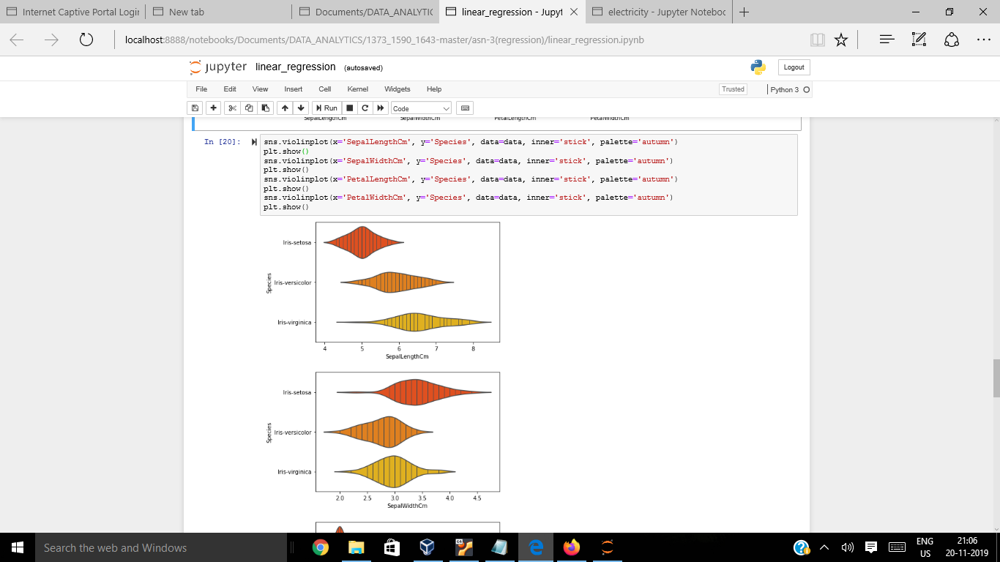 Internet Captive Portal Login
New tab
Documents/DATA_ANALYTIC
linear_regression - Jupyt
electricity - Jupyter Notebook
localhost:8888/notebooks/Documents/DATA_ANALYTICS/1373_1590_1643-master/asn-3(regression)/linear_regression.ipynb
jupyter linear_regression (autosaved)
Logout
File Edit View Insert Cell Kernel Widgets Help
Trusted
Python 3
Run
Code
SepalLengthCm SepalWidthCm PetalLengthCm PetalWidthCm
In [20]:
sns.violinplot(x='SepalLengthCm', y='Species', data=data, inner='stick', palette='autumn')
plt.show()
sns.violinplot(x='SepalWidthCm', y='Species', data=data, inner='stick', palette='autumn')
plt.show()
sns.violinplot(x='PetalLengthCm', y='Species', data=data, inner='stick', palette='autumn')
plt.show()
sns.violinplot(x='PetalWidthCm', y='Species', data=data, inner='stick', palette='autumn')
plt.show()
Iris-setosa
Iris-versicolor
Iris-virginica
Species
4 5 6 7 8
SepalLengthCm
Iris-setosa
Iris-versicolor
Iris-virginica
Species
2.0 2.5 3.0 3.5 4.0 4.5
SepalWidthCm
Search the web and Windows
64
ENG
US
21:06
20-11-2019